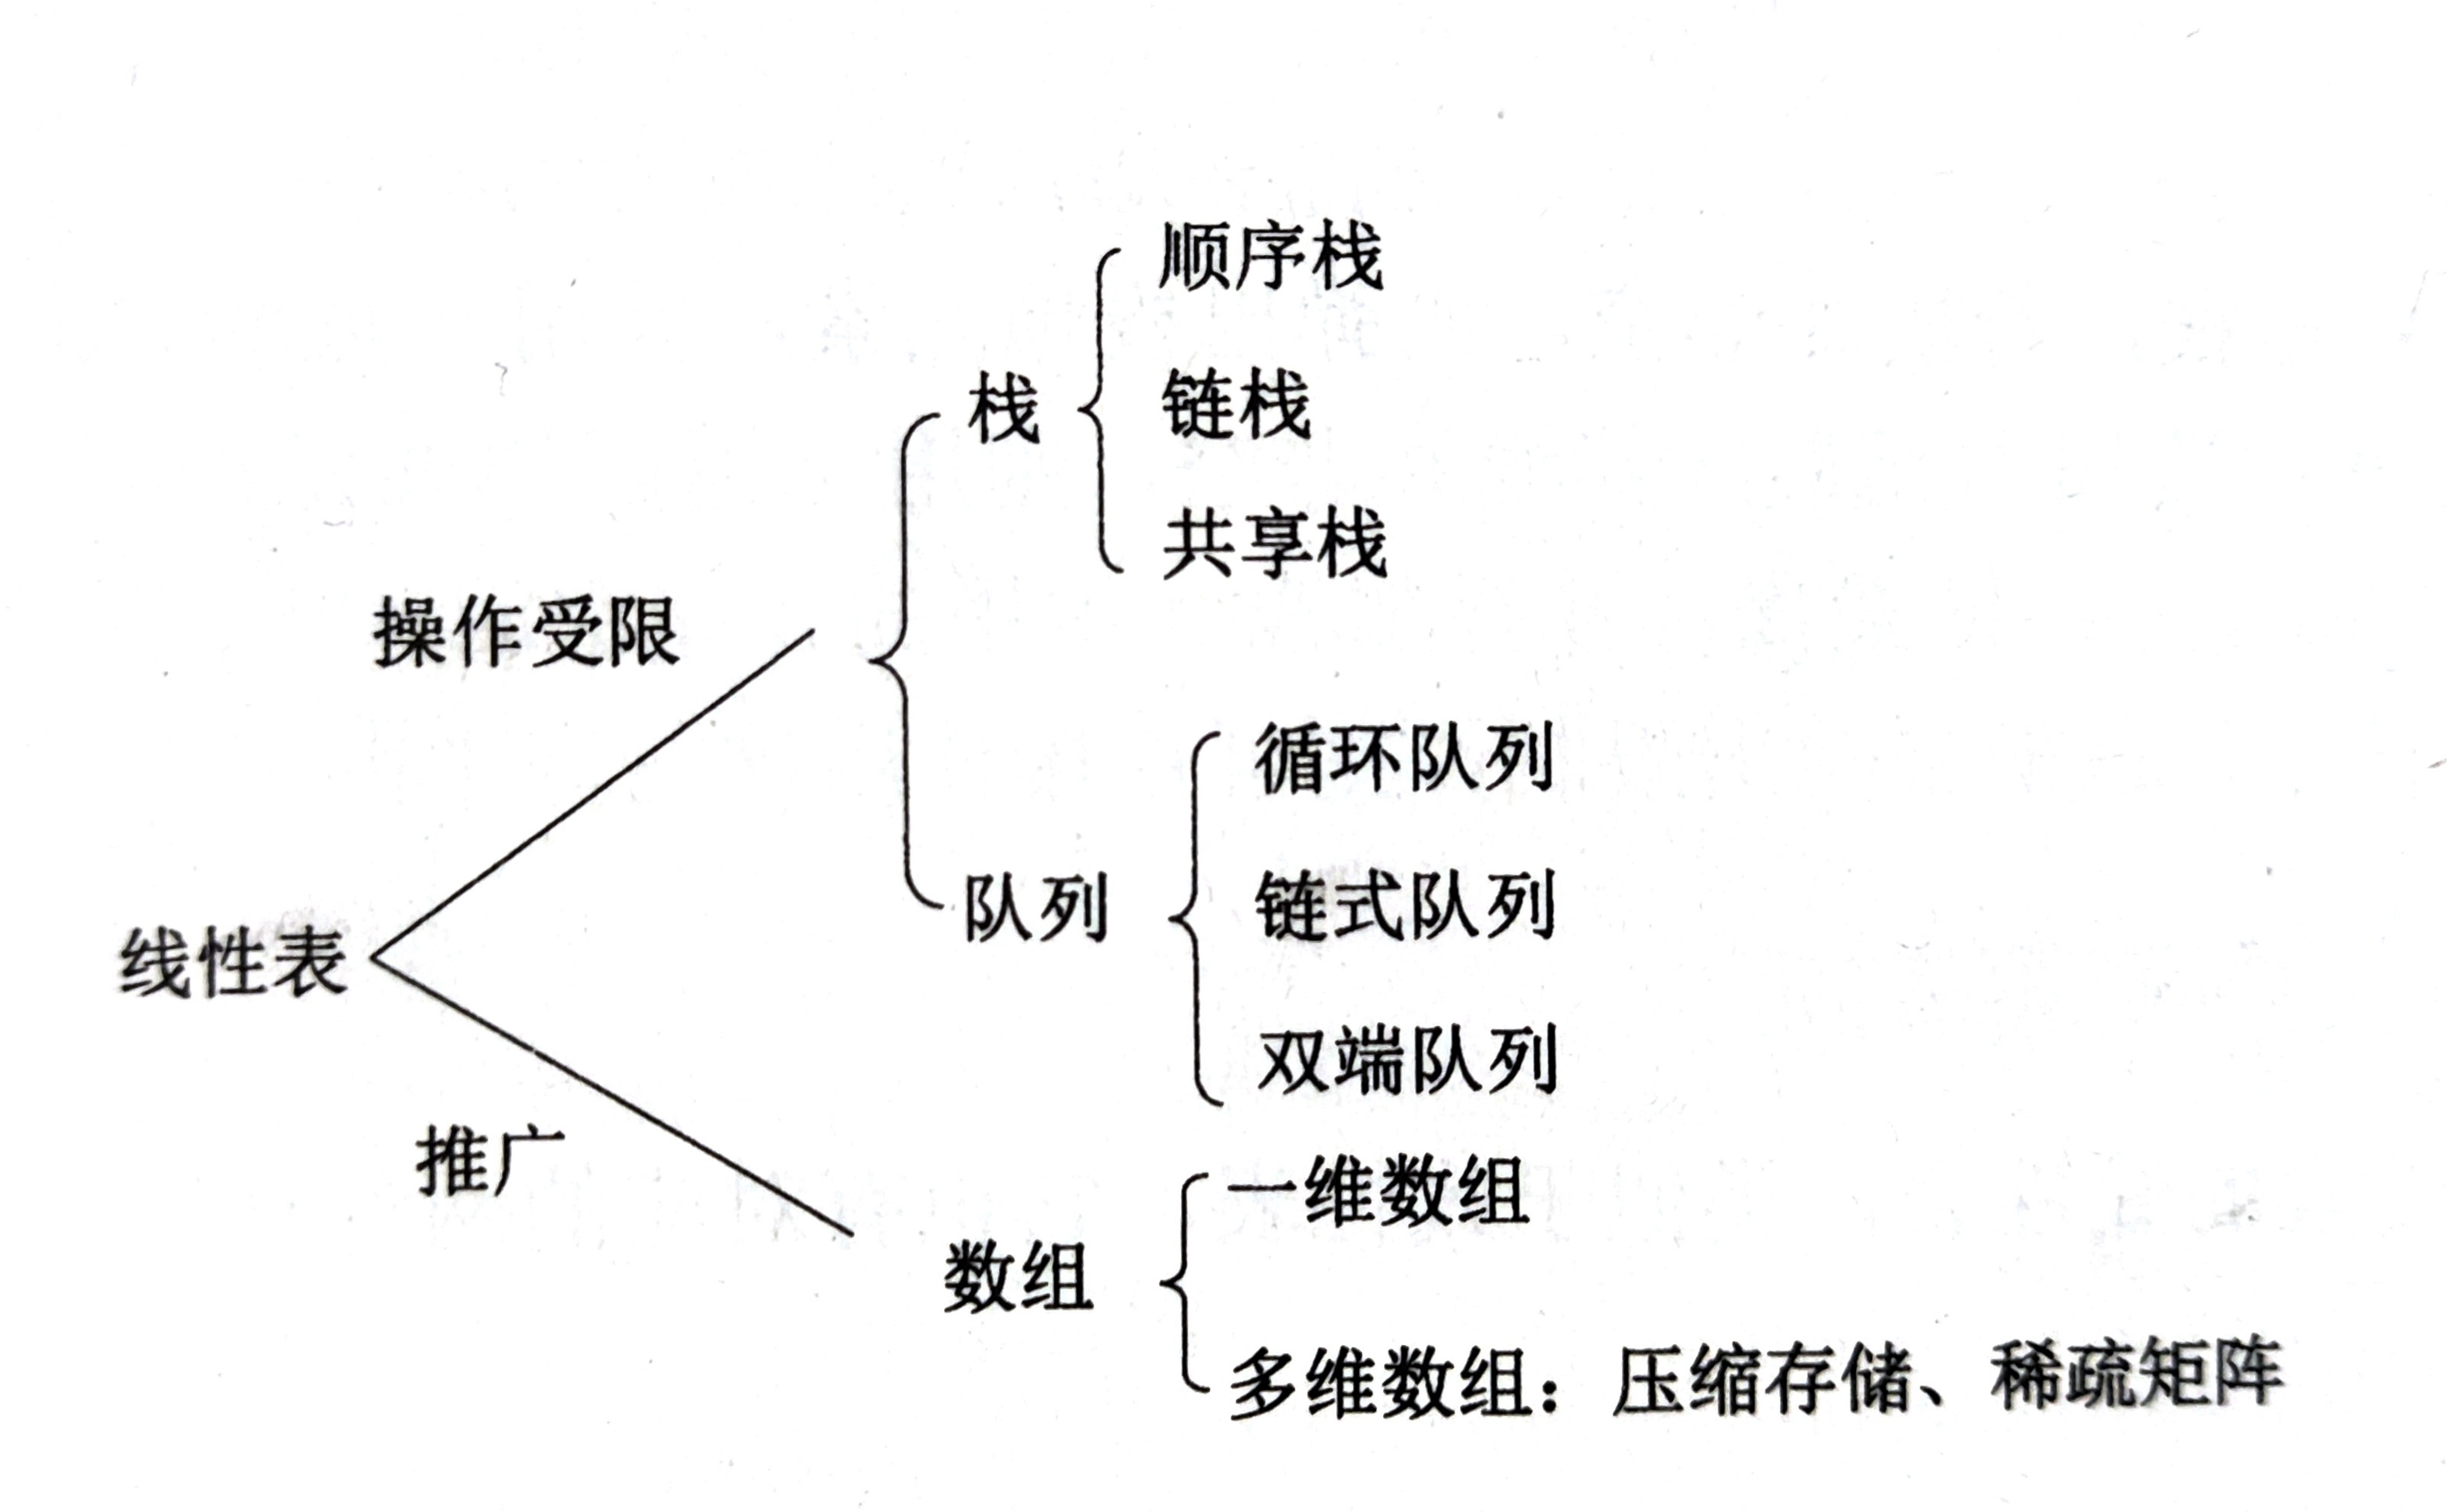 顺序栈
栈
链栈
共享栈
操作受限
循环队列
队列
链式队列
线性表
双端队列
推广
一维数组
数组
多维数组：压缩存储、稀疏矩阵